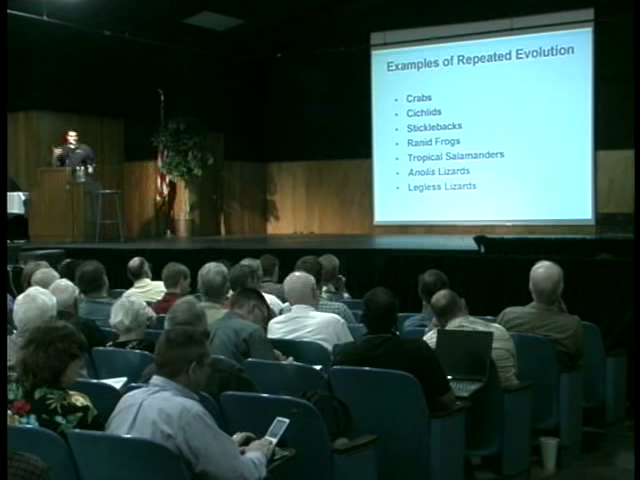 Examples of Repeated Evolution
• Crabs
• Cichlids
• Sticklebacks
• Ranid Frogs
• Tropical Salamanders
• Anolis Lizards
• Legless Lizards